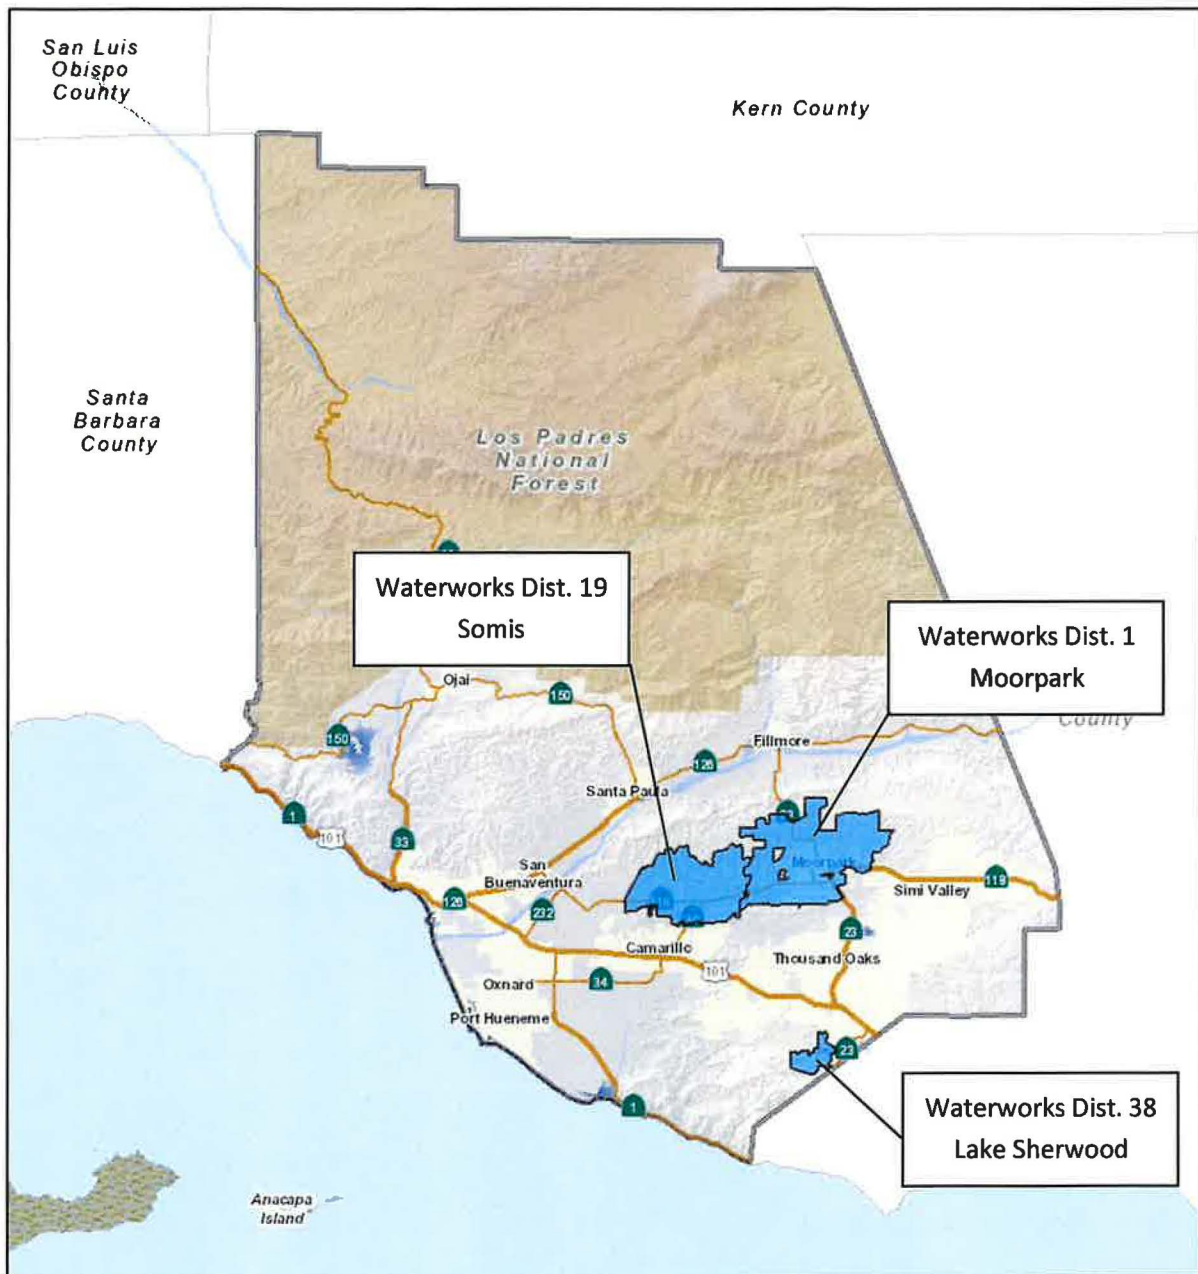 San Luis
Obispo
County
Kern County
Santa
Barbara
County
Los Padres
National
Forest
Waterworks Dist. 19
Somis
Waterworks Dist. 1
Moorpark
County
Ojai
150
150
Fillmore
126
Santa Paula
1
101
33
San
Buenaventura
Moorpark
Simi Valley
118
126
232
23
Camarillo
Thousand Oaks
101
Oxnard
34
Port Hueneme
23
1
Waterworks Dist. 38
Lake Sherwood
Anacapa
Island